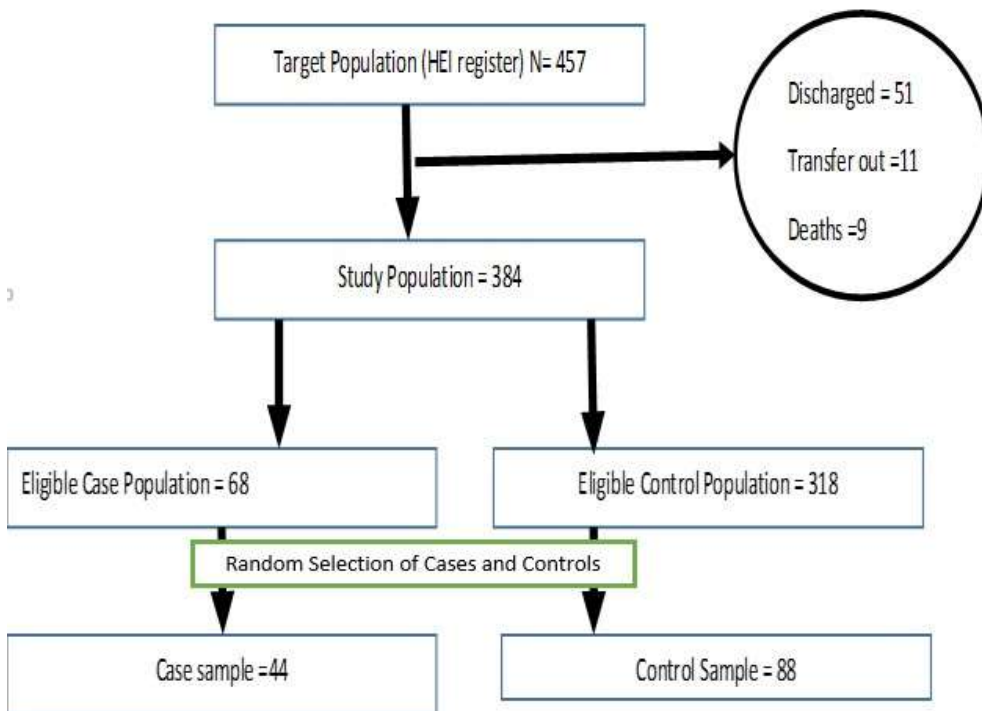 Target Population (HEI register) N= 457
Discharged = 51
Transfer out =11
Deaths =9
Study Population = 384
Eligible Case Population = 68
Eligible Control Population = 318
Random Selection of Cases and Controls
Case sample =44
Control Sample = 88